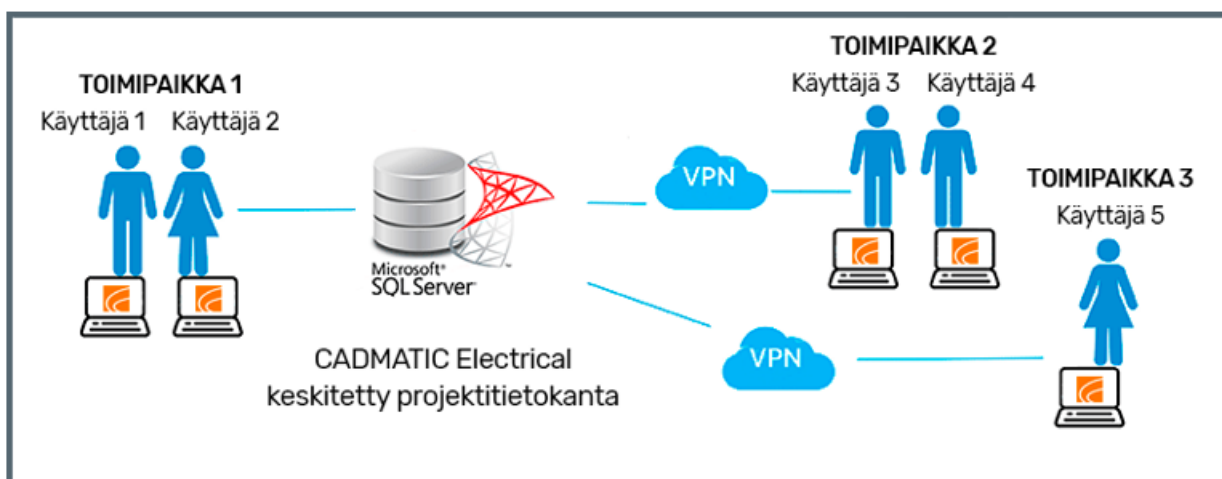 TOIMIPAIKKA 1
Käyttäjä 1 Käyttäjä 2
Microsoft®
SQL Server®
CADMATIC Electrical
keskitetty projektitietokanta
VPN
VPN
TOIMIPAIKKA 2
Käyttäjä 3 Käyttäjä 4
TOIMIPAIKKA 3
Käyttäjä 5